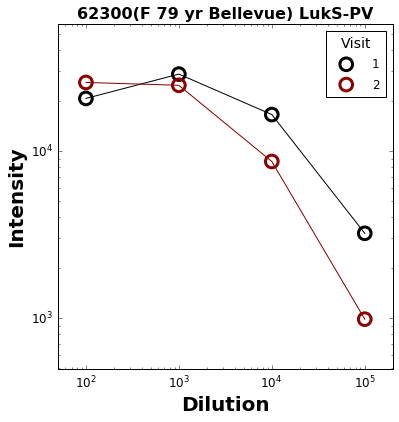 62300(F 79 yr Bellevue) LukS-PV
Visit
1
2
Intensity
10⁴
10³
10² 10³ 10⁴ 10⁵
Dilution